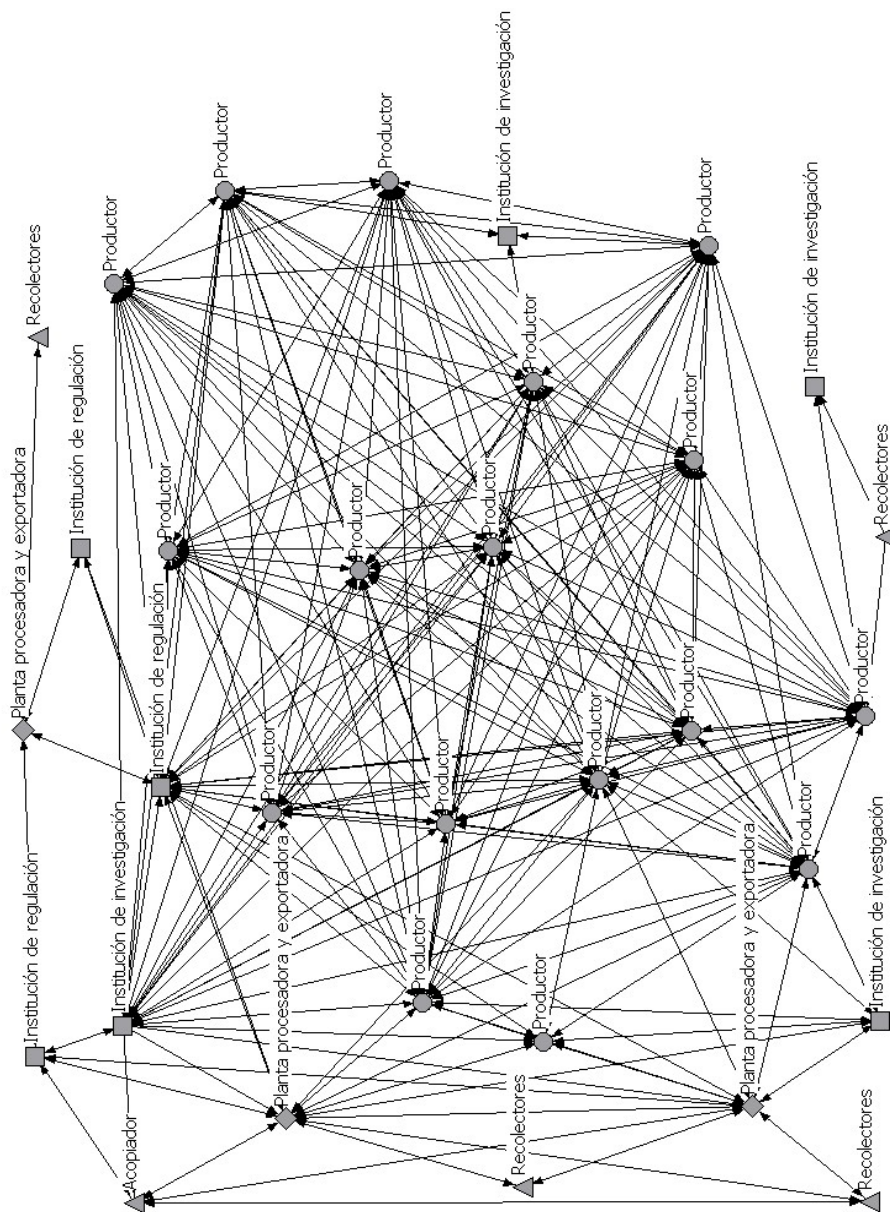 Planta procesadora y exportadora
Institución de regulación
Recolectores
Institución de regulación
Productor
Institución de investigación
Acopiador
Institución de regulación
Productor
Productor
Productor
Planta procesadora y exportadora
Productor
Productor
Productor
Productor
Productor
Institución de investigación
Recolectores
Productor
Productor
Productor
Productor
Productor
Productor
Planta procesadora y exportadora
Productor
Institución de investigación
Productor
Recolectores
Institución de investigación
Recolectores